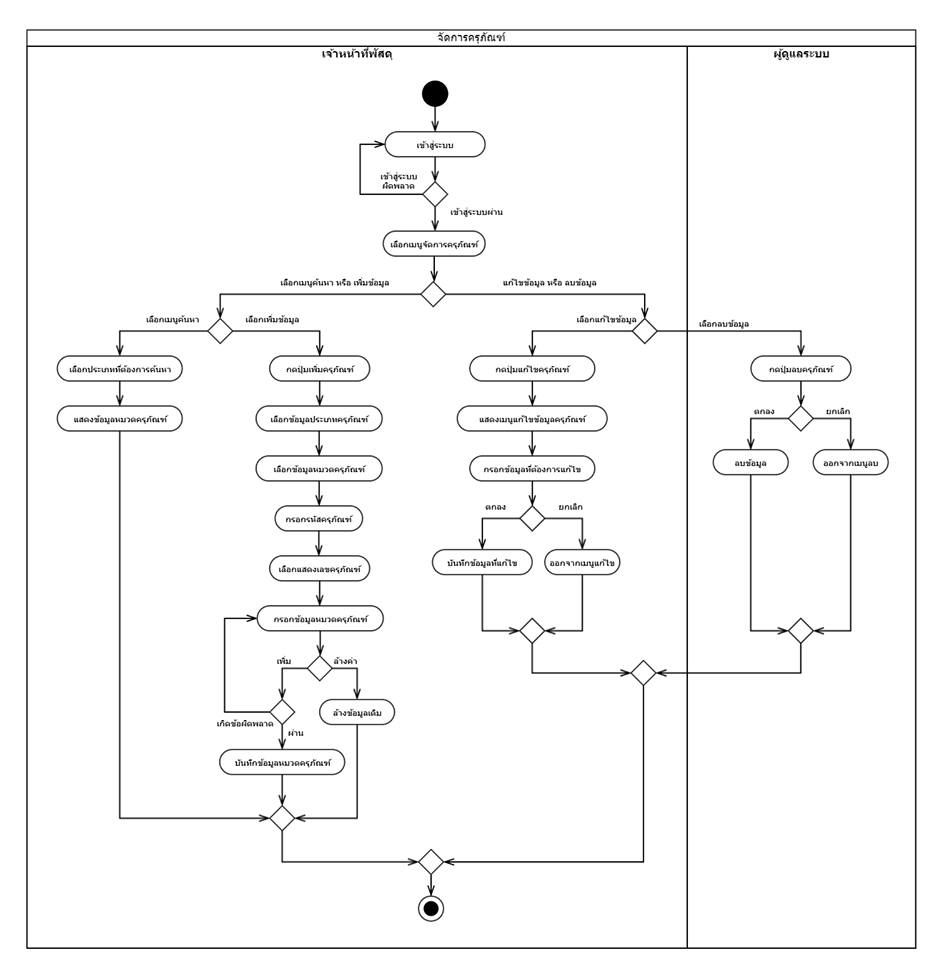 จัดการครุภัณฑ์
เจ้าหน้าที่พัสดุ
ผู้ดูแลระบบ
เข้าสู่ระบบ
เข้าสู่ระบบ
ผิดพลาด
เข้าสู่ระบบผ่าน
เลือกเมนูจัดการครุภัณฑ์
เลือกเมนูค้นหา หรือ เพิ่มข้อมูล
แก้ไขข้อมูล หรือ ลบข้อมูล
เลือกเมนูค้นหา
เลือกเพิ่มข้อมูล
เลือกแก้ไขข้อมูล
เลือกลบข้อมูล
เลือกประเภทที่ต้องการค้นหา
กดปุ่มเพิ่มครุภัณฑ์
กดปุ่มแก้ไขครุภัณฑ์
กดปุ่มลบครุภัณฑ์
แสดงข้อมูลหมวดครุภัณฑ์
เลือกข้อมูลประเภทครุภัณฑ์
แสดงเมนูแก้ไขข้อมูลครุภัณฑ์
ตกลง
ยกเลิก
เลือกข้อมูลหมวดครุภัณฑ์
กรอกข้อมูลที่ต้องการแก้ไข
ลบข้อมูล
ออกจากเมนูลบ
ตกลง
ยกเลิก
กรอกรหัสครุภัณฑ์
เลือกแสดงเลขครุภัณฑ์
บันทึกข้อมูลที่แก้ไข
ออกจากเมนูแก้ไข
กรอกข้อมูลหมวดครุภัณฑ์
เพิ่ม
ล้างค่า
ล้างข้อมูลเดิม
เกิดข้อผิดพลาด
ผ่าน
บันทึกข้อมูลหมวดครุภัณฑ์